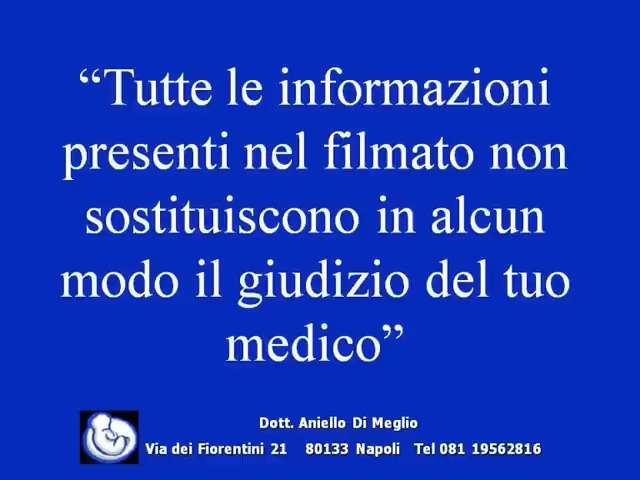 “Tutte le informazioni
presenti nel filmato non
sostituiscono in alcun
modo il giudizio del tuo
medico”
Dott. Aniello Di Meglio
Via dei Fiorentini 21 80133 Napoli Tel 081 19562816